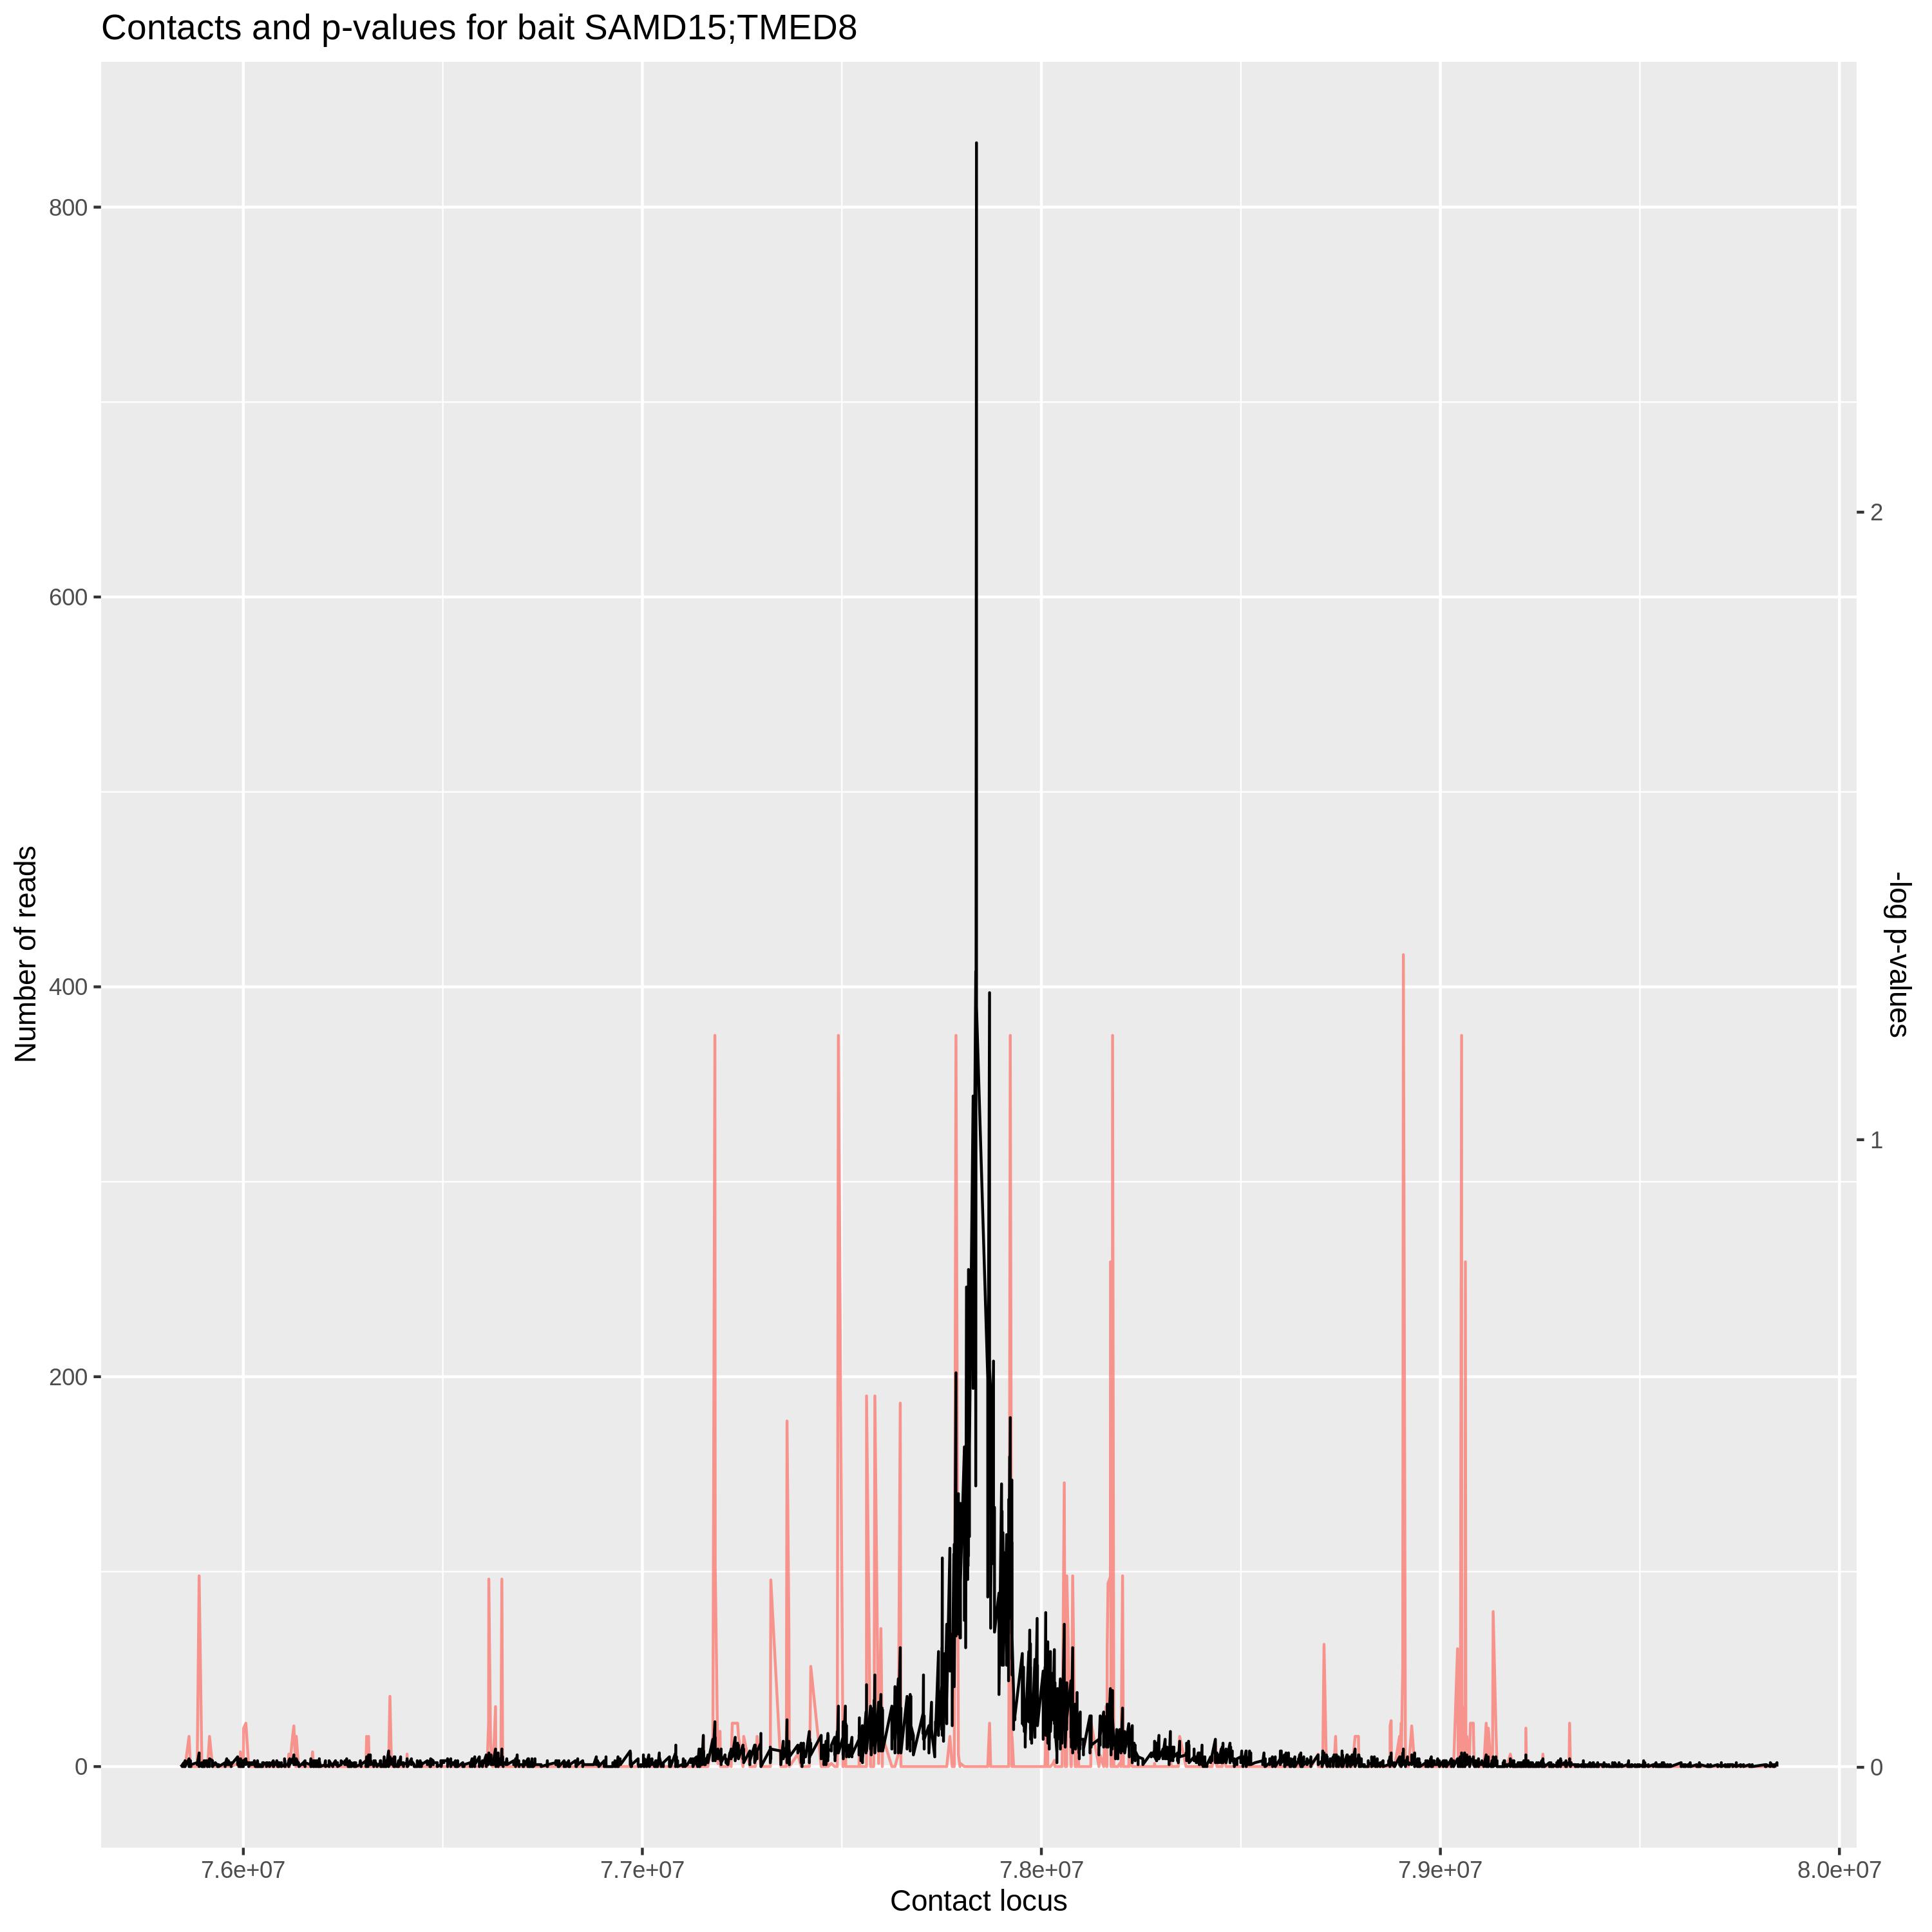 Contacts and p-values for bait SAMD15;TMED8
800
600
400
200
0
Number of reads
2
1
0
-log p-values
7.6e+07
7.7e+07
7.8e+07
7.9e+07
8.0e+07
Contact locus